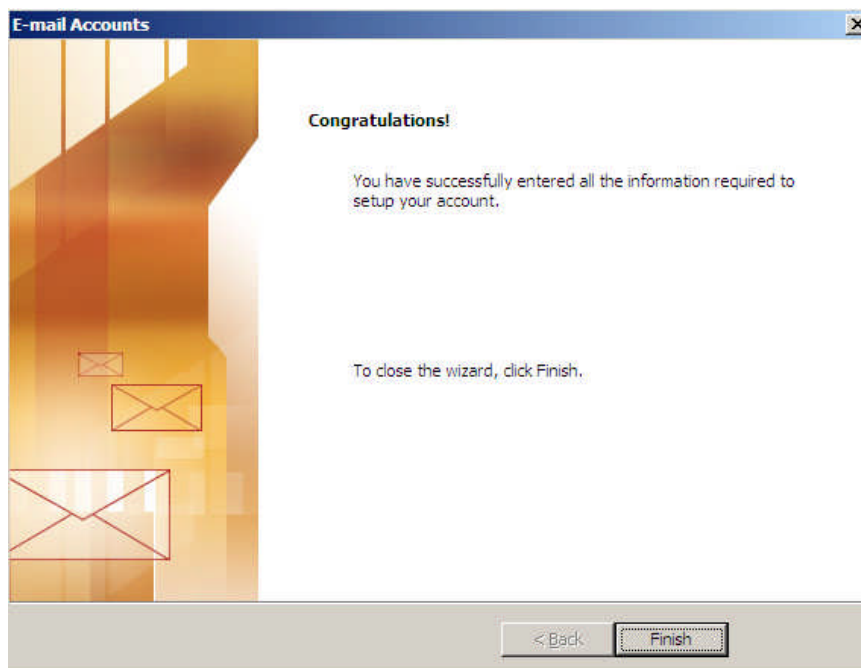 E-mail Accounts
Congratulations!
You have successfully entered all the information required to
setup your account.
To close the wizard, click Finish.
< Back
Finish